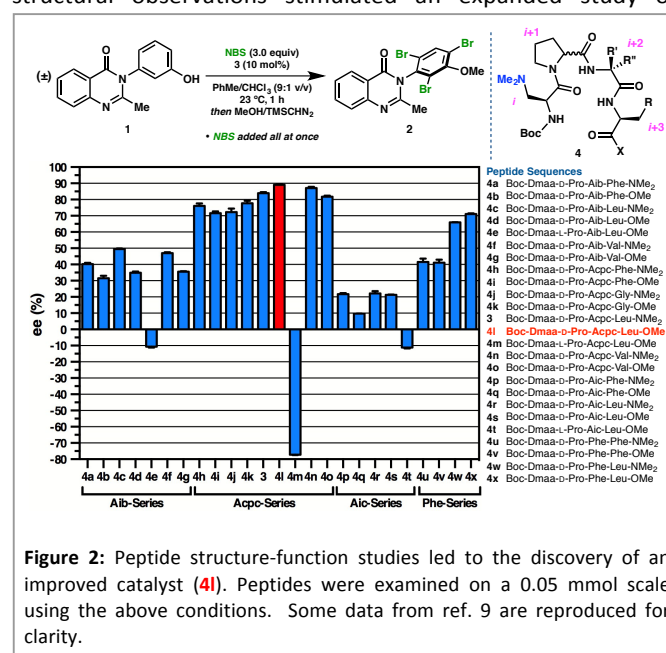 structural observations stimulated an expanded study of
(±)
O
N
N
Me
OH
1
NBS (3.0 equiv)
3 (10 mol%)
PhMe/CHCl3 (9:1 v/v)
23 °C, 1 h
then MeOH/TMSCHN2
• NBS added all at once
O
N
N
Me
Br
Br
Br
OMe
2
i+1
i+2
i
i+3
Me2N
N
O
O
HN
R'
R''
O
HN
R
BocHN
O
X
4
ee (%)
100
90
80
70
60
50
40
30
20
10
0
-10
-20
-30
-40
-50
-60
-70
-80
4a 4b 4c 4d 4e 4f 4g 4h 4i 4j 4k 3 4l 4m 4n 4o 4p 4q 4r 4s 4t 4u 4v 4w 4x
Aib-Series Acpc-Series Aic-Series Phe-Series
Peptide Sequences
4a Boc-Dmaa-D-Pro-Aib-Phe-NMe2
4b Boc-Dmaa-D-Pro-Aib-Phe-OMe
4c Boc-Dmaa-D-Pro-Aib-Leu-NMe2
4d Boc-Dmaa-D-Pro-Aib-Leu-OMe
4e Boc-Dmaa-L-Pro-Aib-Leu-OMe
4f Boc-Dmaa-D-Pro-Aib-Val-NMe2
4g Boc-Dmaa-D-Pro-Aib-Val-OMe
4h Boc-Dmaa-D-Pro-Acpc-Phe-NMe2
4i Boc-Dmaa-D-Pro-Acpc-Phe-OMe
4j Boc-Dmaa-D-Pro-Acpc-Gly-NMe2
4k Boc-Dmaa-D-Pro-Acpc-Gly-OMe
3 Boc-Dmaa-D-Pro-Acpc-Leu-NMe2
4l Boc-Dmaa-D-Pro-Acpc-Leu-OMe
4m Boc-Dmaa-L-Pro-Acpc-Leu-OMe
4n Boc-Dmaa-D-Pro-Acpc-Val-NMe2
4o Boc-Dmaa-D-Pro-Acpc-Val-OMe
4p Boc-Dmaa-D-Pro-Aic-Phe-NMe2
4q Boc-Dmaa-D-Pro-Aic-Phe-OMe
4r Boc-Dmaa-D-Pro-Aic-Leu-NMe2
4s Boc-Dmaa-D-Pro-Aic-Leu-OMe
4t Boc-Dmaa-L-Pro-Aic-Leu-OMe
4u Boc-Dmaa-D-Pro-Phe-Phe-NMe2
4v Boc-Dmaa-D-Pro-Phe-Phe-OMe
4w Boc-Dmaa-D-Pro-Phe-Leu-NMe2
4x Boc-Dmaa-D-Pro-Phe-Leu-OMe
Figure 2: Peptide structure-function studies led to the discovery of an
improved catalyst (4l). Peptides were examined on a 0.05 mmol scale
using the above conditions. Some data from ref. 9 are reproduced for
clarity.